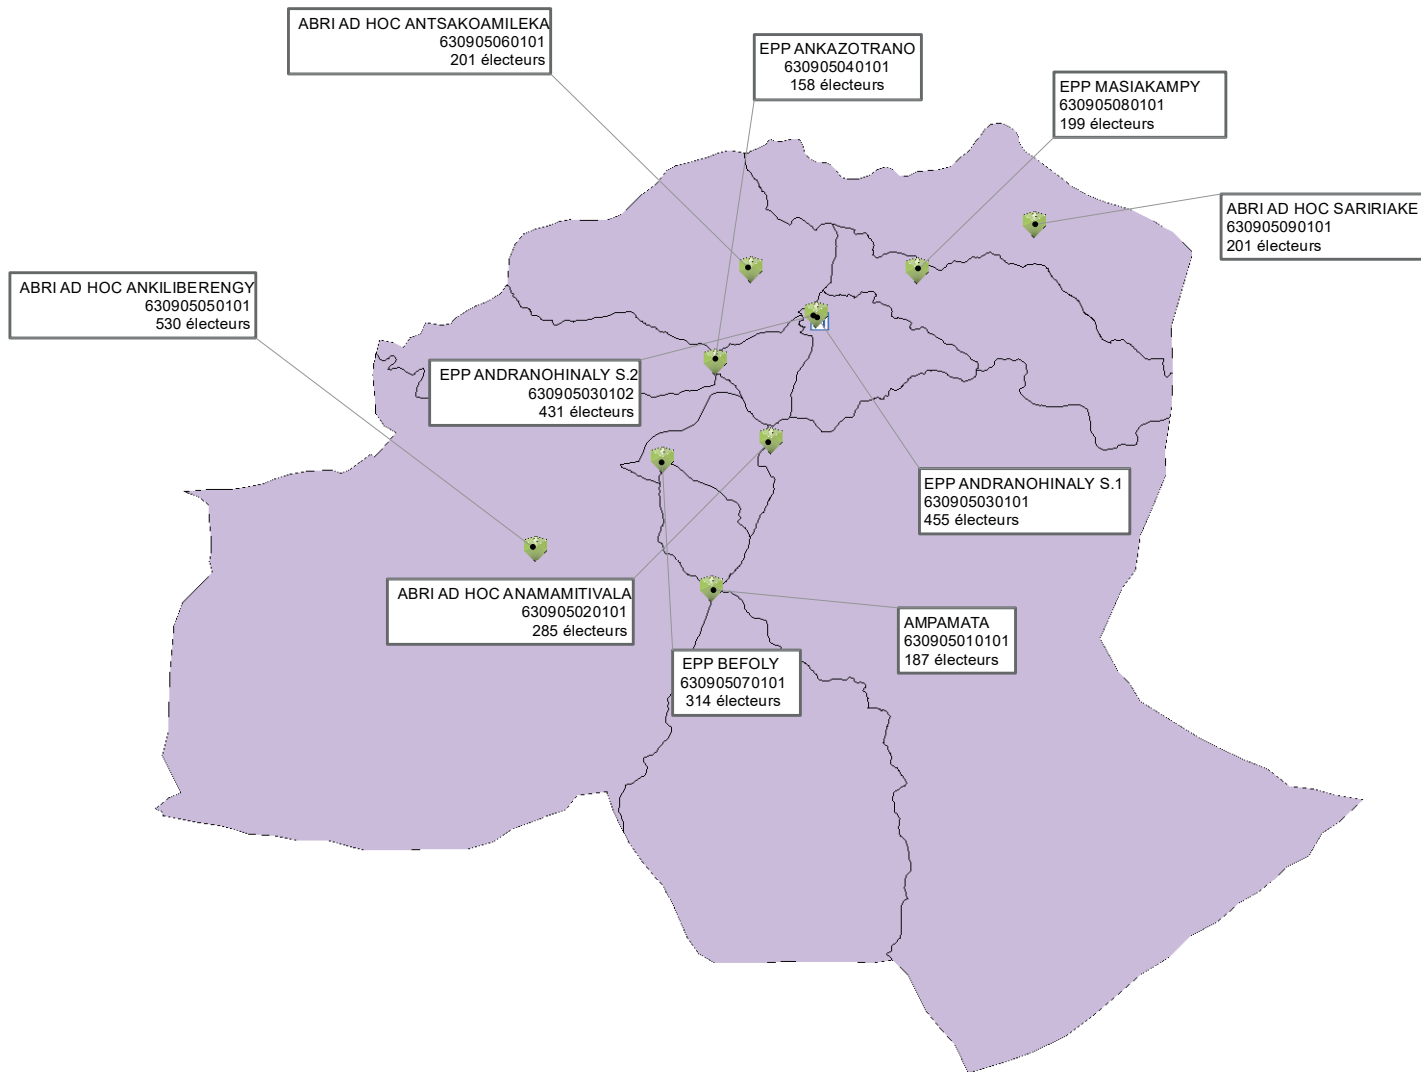 ABRI AD HOC ANTSAKOAMILEKA
630905060101
201 électeurs
EPP ANKAZOTRANO
630905040101
158 électeurs
EPP MASIAKAMPY
630905080101
199 électeurs
ABRI AD HOC SARIRIAKE
630905090101
201 électeurs
ABRI AD HOC ANKILIBERENGY
630905050101
530 électeurs
EPP ANDRANOHINALY S.2
630905030102
431 électeurs
EPP ANDRANOHINALY S.1
630905030101
455 électeurs
ABRI AD HOC ANAMAMITIVALA
630905020101
285 électeurs
AMPAMATA
630905010101
187 électeurs
EPP BEFOLY
630905070101
314 électeurs